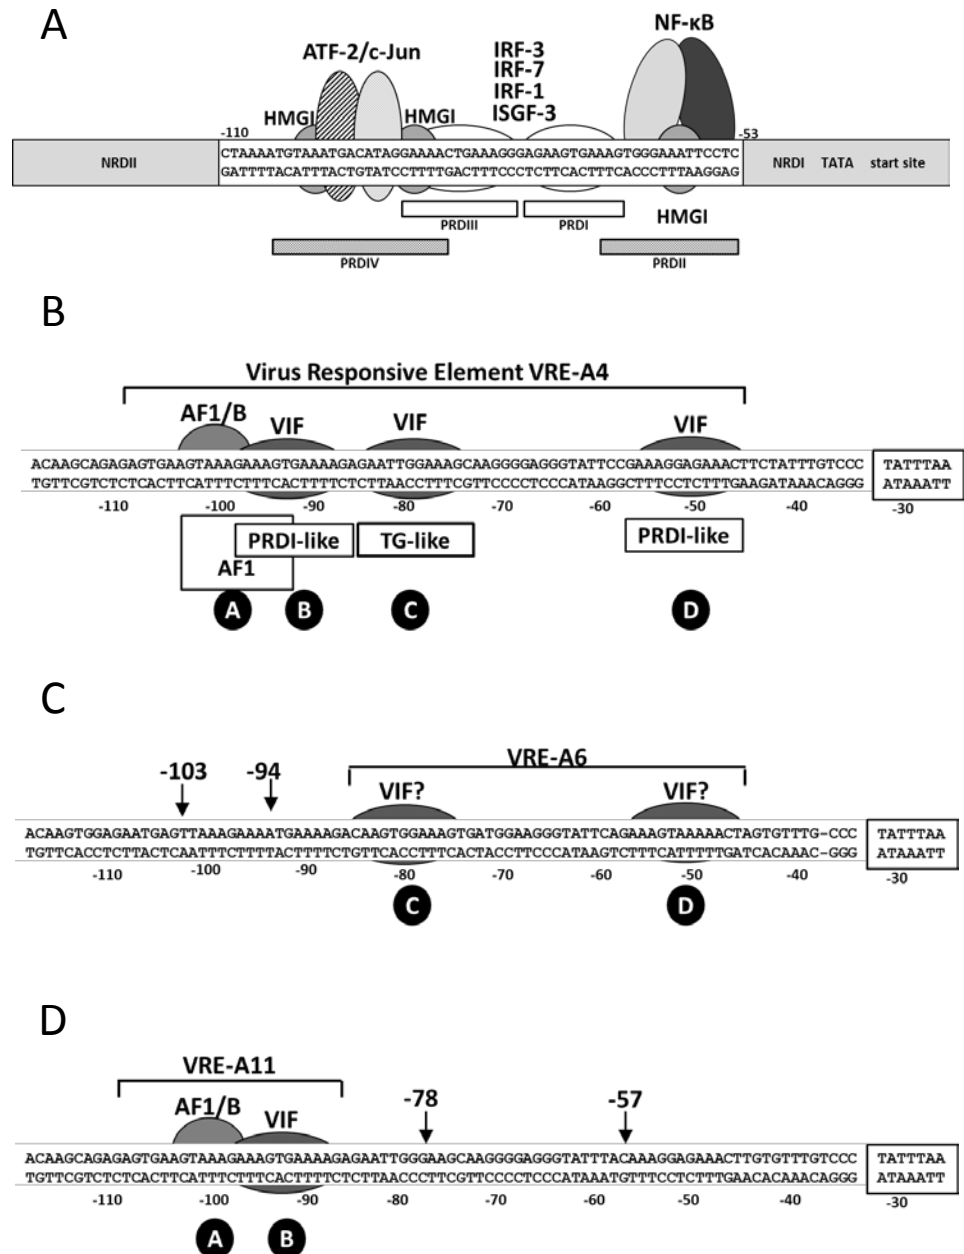 A
NF-κB
ATF-2/c-Jun
IRF-3
IRF-7
IRF-1
ISGF-3
HMGI
HMGI
-110
-53
NRDII
CTAAAATGTAAATGACATAGGAAAACTGAAAGGGAGAAGTGAAAGTGGGAAATTCCTC
GATTTTACATTTACTGTATCCTTTTGACTTTCCCTCTTCACTTTCACCCTTTAAGGAG
NRDI TATA start site
PRDIII
PRDI
HMGI
PRDIV
PRDII
B
Virus Responsive Element VRE-A4
AF1/B
VIF
VIF
VIF
ACAAGCAGAGAGTGAAGTAAAGAAAGTGAAAAGAGAATTGGAAAGCAAGGGGAGGGTATTCCGAAAGGAGAAACTTCTATTTGTCCC
TATTTAA
TGTTCGTCTCTCACTTCATTTCTTTCACTTTTCTCTTAACCTTTCGTTCCCCTCCCATAAGGCTTTCCTCTTTGAAGATAAACAGGG
ATAAATT
-110 -100 -90 -80 -70 -60 -50 -40 -30
PRDI-like
TG-like
PRDI-like
AF1
A B C D
C
VRE-A6
-103 -94
VIF?
VIF?
ACAAGTGGAGAATGAGTTAAAGAAAATGAAAAGACAAGTGGAAAGTGATGGAAGGGTATTCAGAAAGTAAAAACTAGTGTTTG-CCC
TATTTAA
TGTTCACCTCTTACTCAATTTCTTTTACTTTTCTGTTCACCTTTCACTACCTTCCCATAAGTCTTTCATTTTTGATCACAAAC-GGG
ATAAATT
-110 -100 -90 -80 -70 -60 -50 -40 -30
C D
D
VRE-A11
AF1/B
VIF
-78
-57
ACAAGCAGAGAGTGAAGTAAAGAAAGTGAAAAGAGAATTGGGAAGCAAGGGGAGGGTATTTACAAAGGAGAAACTTGTGTTTGTCCC
TATTTAA
TGTTCGTCTCTCACTTCATTTCTTTCACTTTTCTCTTAACCCTTCGTTCCCCTCCCATAAATGTTTCCTCTTTGAACACAAACAGGG
ATAAATT
-110 -100 -90 -80 -70 -60 -50 -40 -30
A B